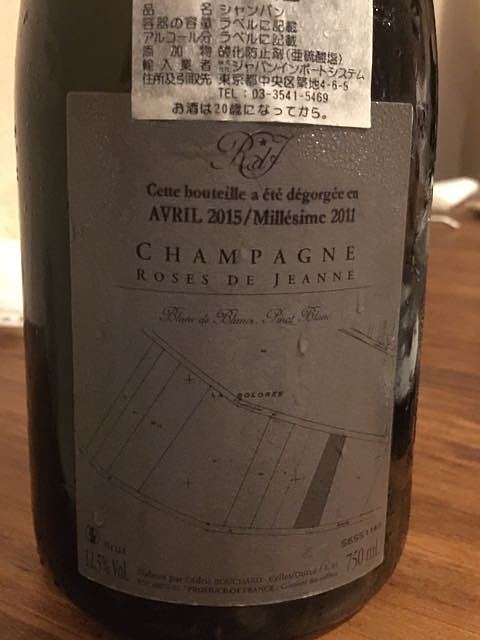 品 名 シャンパン
容器の容量 ラベルに記載
アルコール分 ラベルに記載
添加物 酸化防止剤(亜硫酸塩)
輸入業者 ㈱ジャパンインポートシステム
住所及引取先 東京都中央区築地4-6-5
TEL:03-3541-5469
お酒は20歳になってから。
RdJ
Cette bouteille a été dégorgée en
AVRIL 2015/Millésime 2011
CHAMPAGNE
ROSES DE JEANNE
Blanc de Blancs, Pinot Blanc
LA BOLOREE
brut
12,5% Vol.
750 ml
Elaboré par Cédric BOUCHARD
PRODUCE OF FRANCE